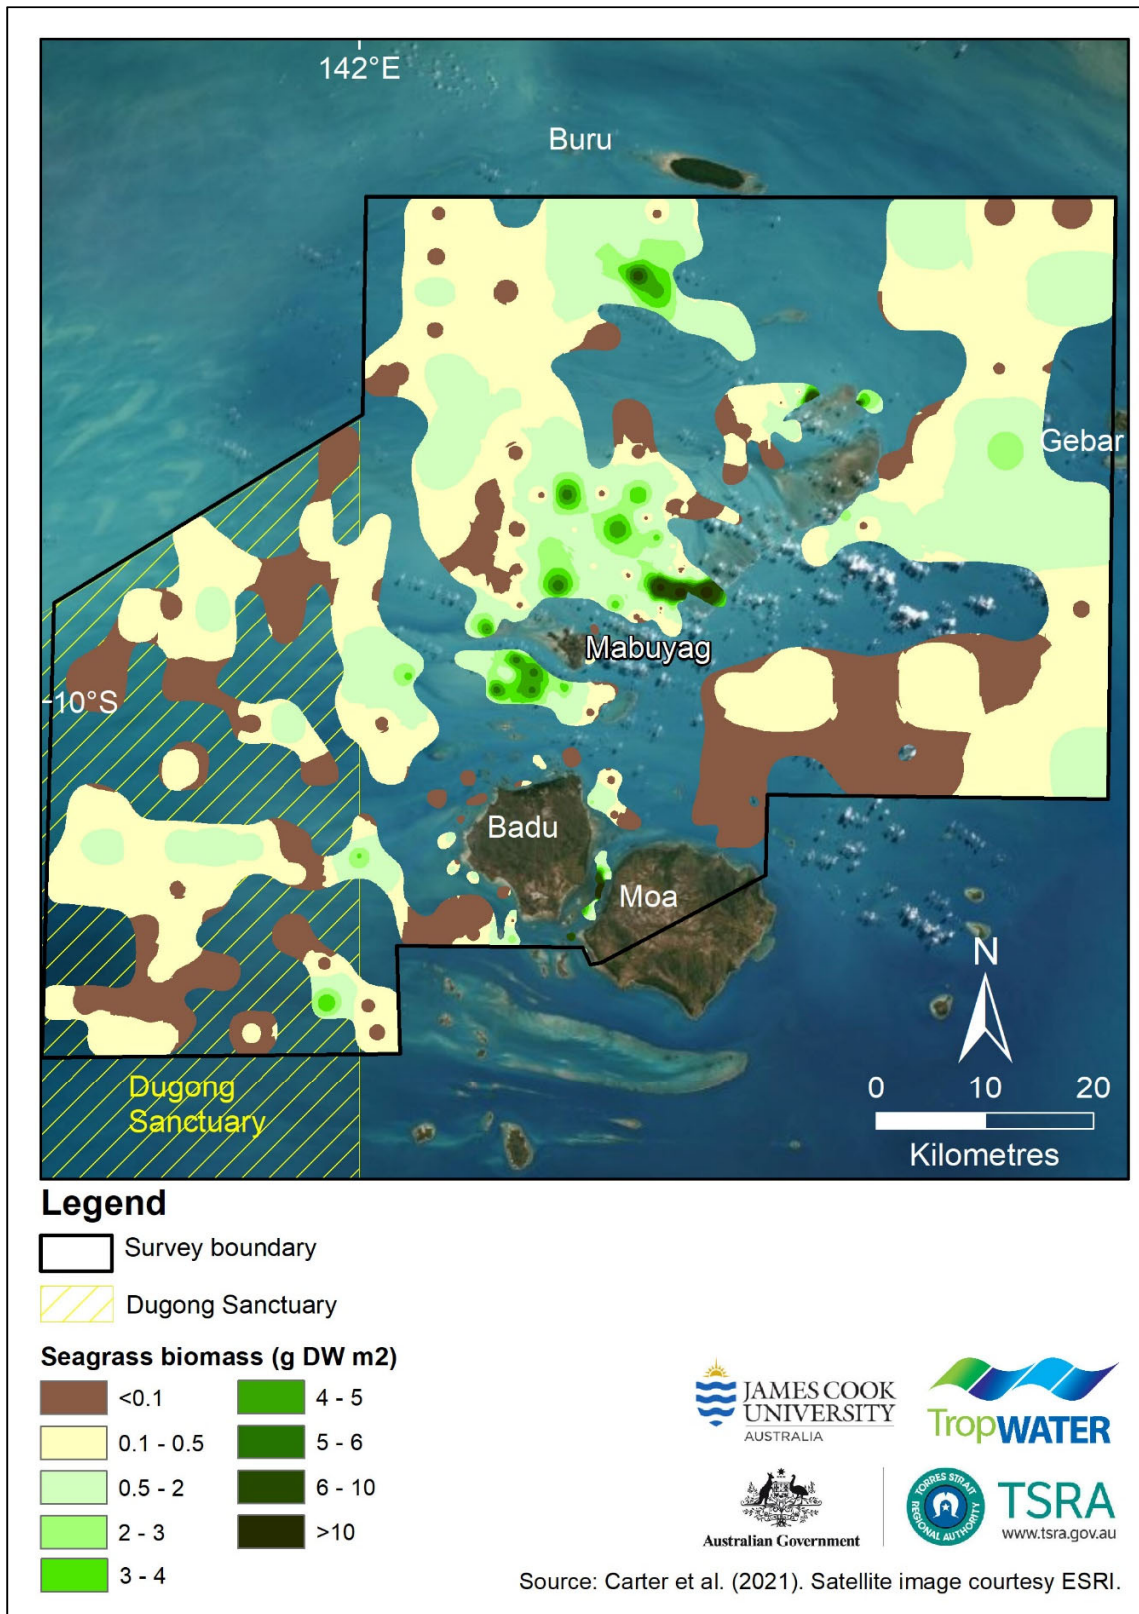 142°E
Buru
Gebar
Mabuyag
10°S
Badu
Moa
N
Dugong
Sanctuary
0 10 20
Kilometres
Legend
Survey boundary
Dugong Sanctuary
Seagrass biomass (g DW m2)
<0.1
0.1 - 0.5
0.5 - 2
2 - 3
3 - 4
4 - 5
5 - 6
6 - 10
>10
JAMES COOK
UNIVERSITY
AUSTRALIA
TropWATER
Australian Government
TORRES STRAIT
REGIONAL AUTHORITY
TSRA
www.tsra.gov.au
Source: Carter et al. (2021). Satellite image courtesy ESRI.